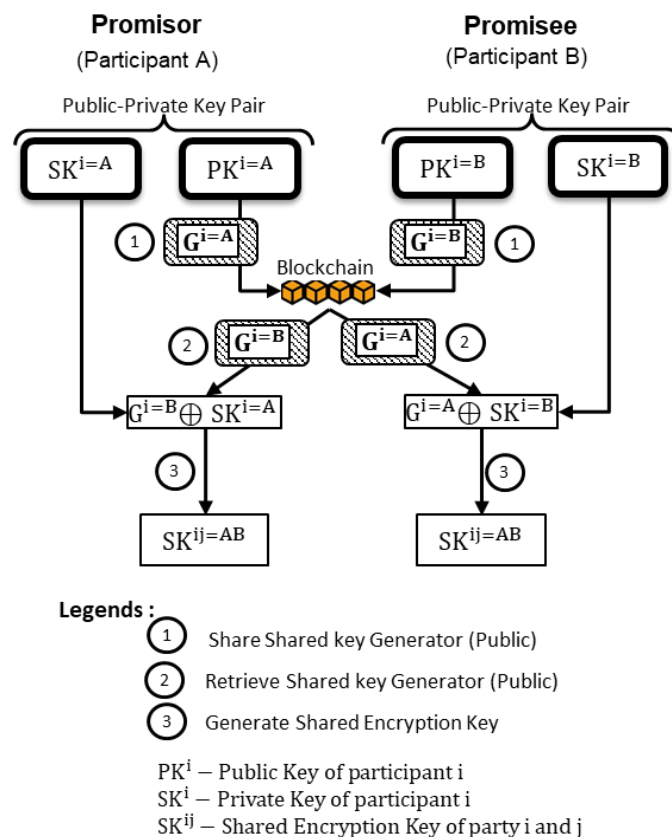 Promisor
(Participant A)
Promisee
(Participant B)
Public-Private Key Pair
Public-Private Key Pair
SK^{i=A}
PK^{i=A}
PK^{i=B}
SK^{i=B}
1
G^{i=A}
G^{i=B}
1
Blockchain
2
G^{i=B}
G^{i=A}
2
G^{i=B} ⊕ SK^{i=A}
G^{i=A} ⊕ SK^{i=B}
3
3
SK^{ij=AB}
SK^{ij=AB}
Legends :
1 Share Shared key Generator (Public)
2 Retrieve Shared key Generator (Public)
3 Generate Shared Encryption Key
PK^i – Public Key of participant i
SK^i – Private Key of participant i
SK^{ij} – Shared Encryption Key of party i and j